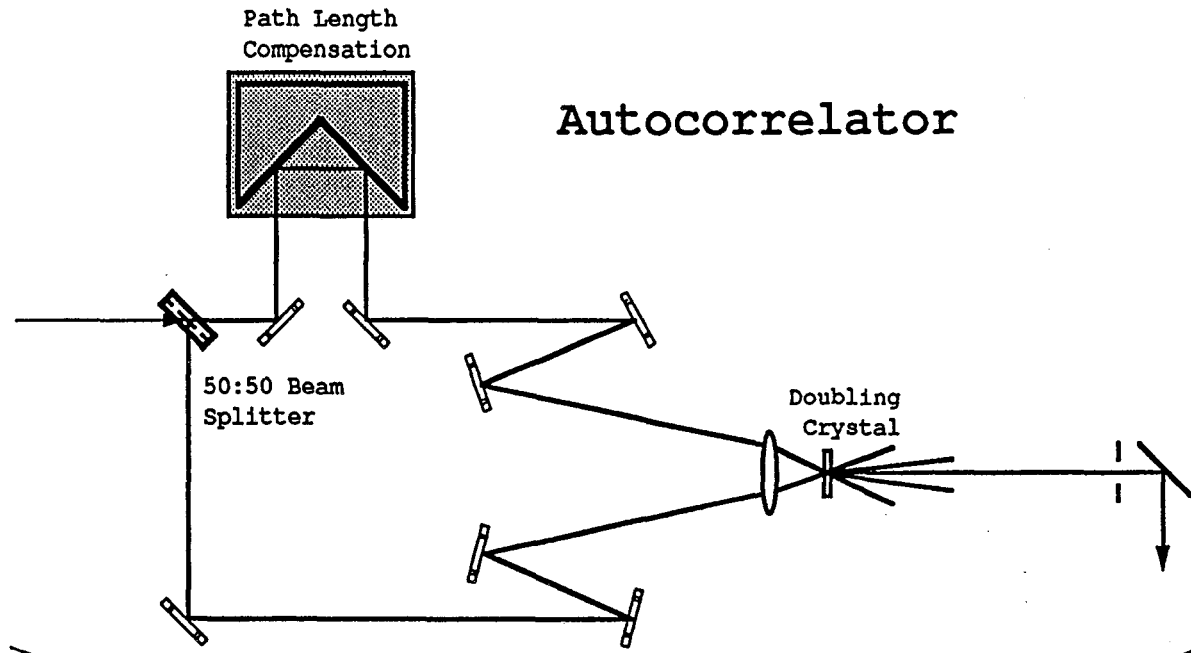 Path Length
Compensation
Autocorrelator
50:50 Beam
Splitter
Doubling
Crystal